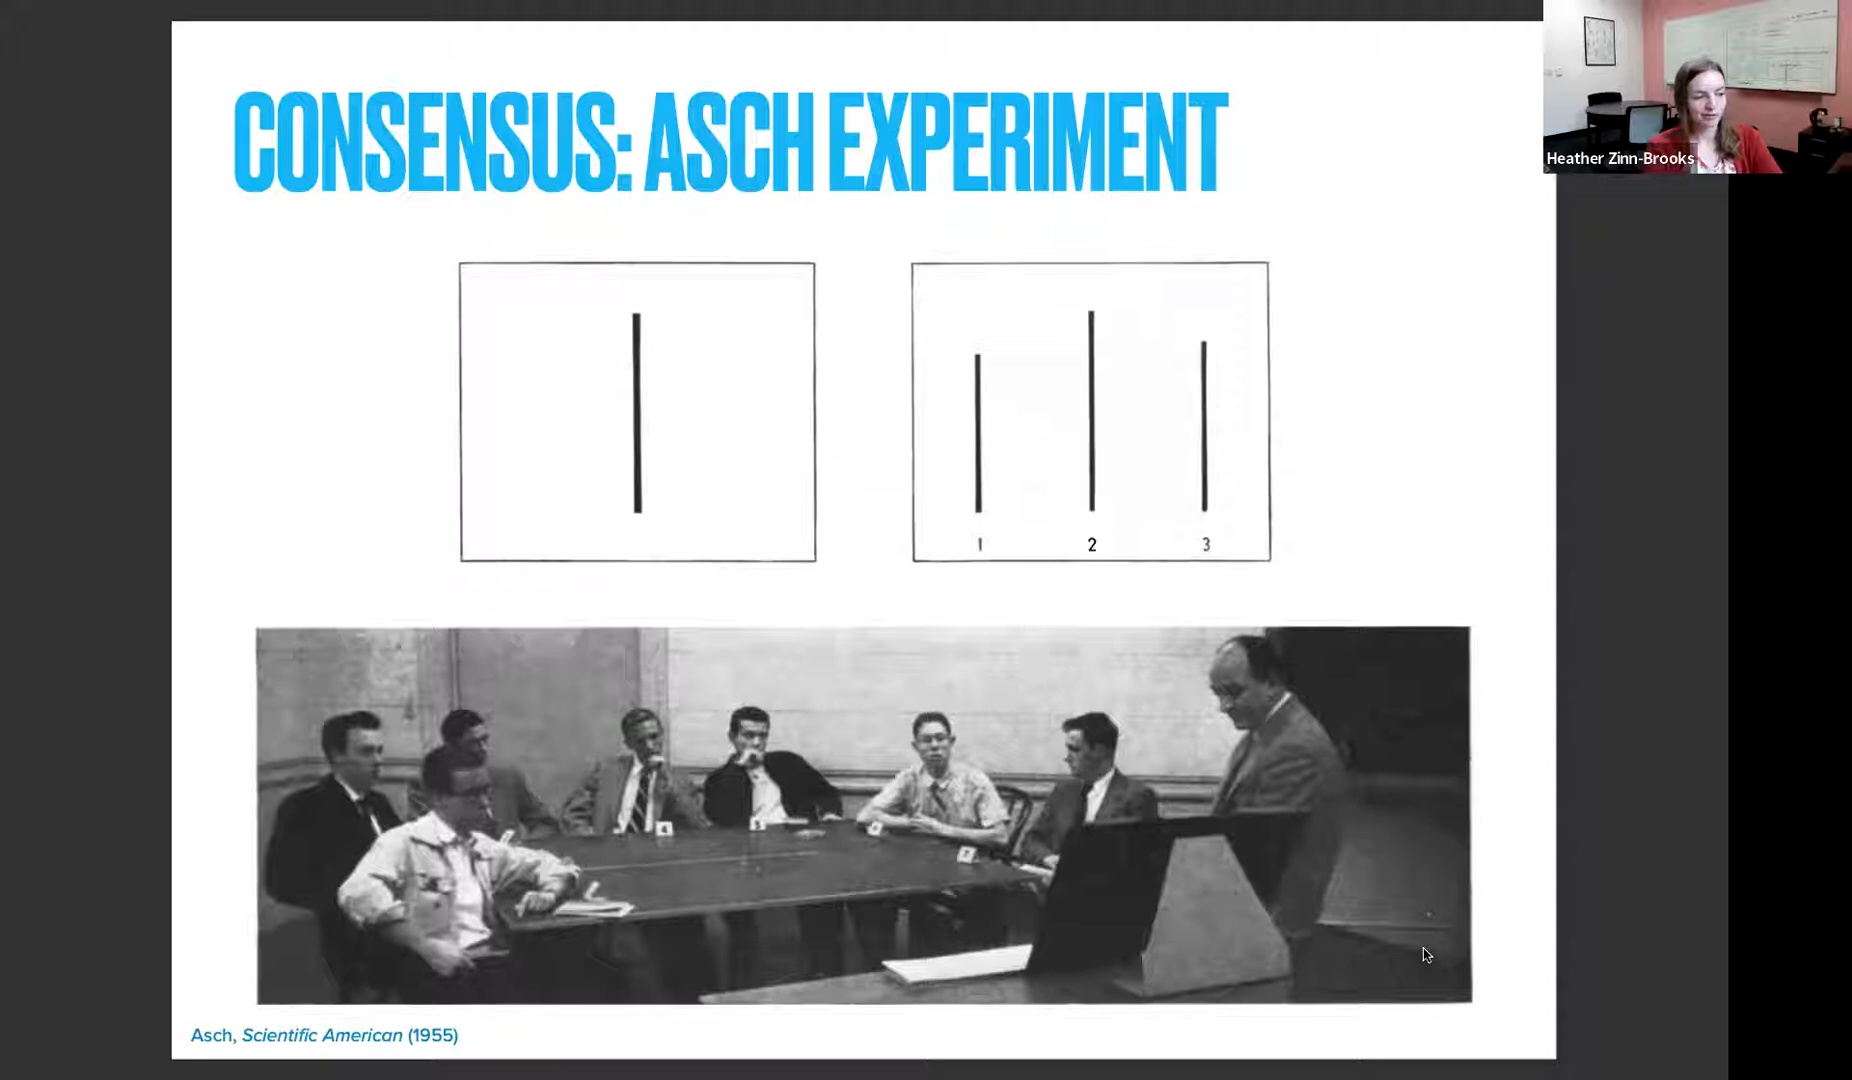 CONSENSUS: ASCH EXPERIMENT
Heather Zinn-Brooks
1 2 3
Asch, Scientific American (1955)